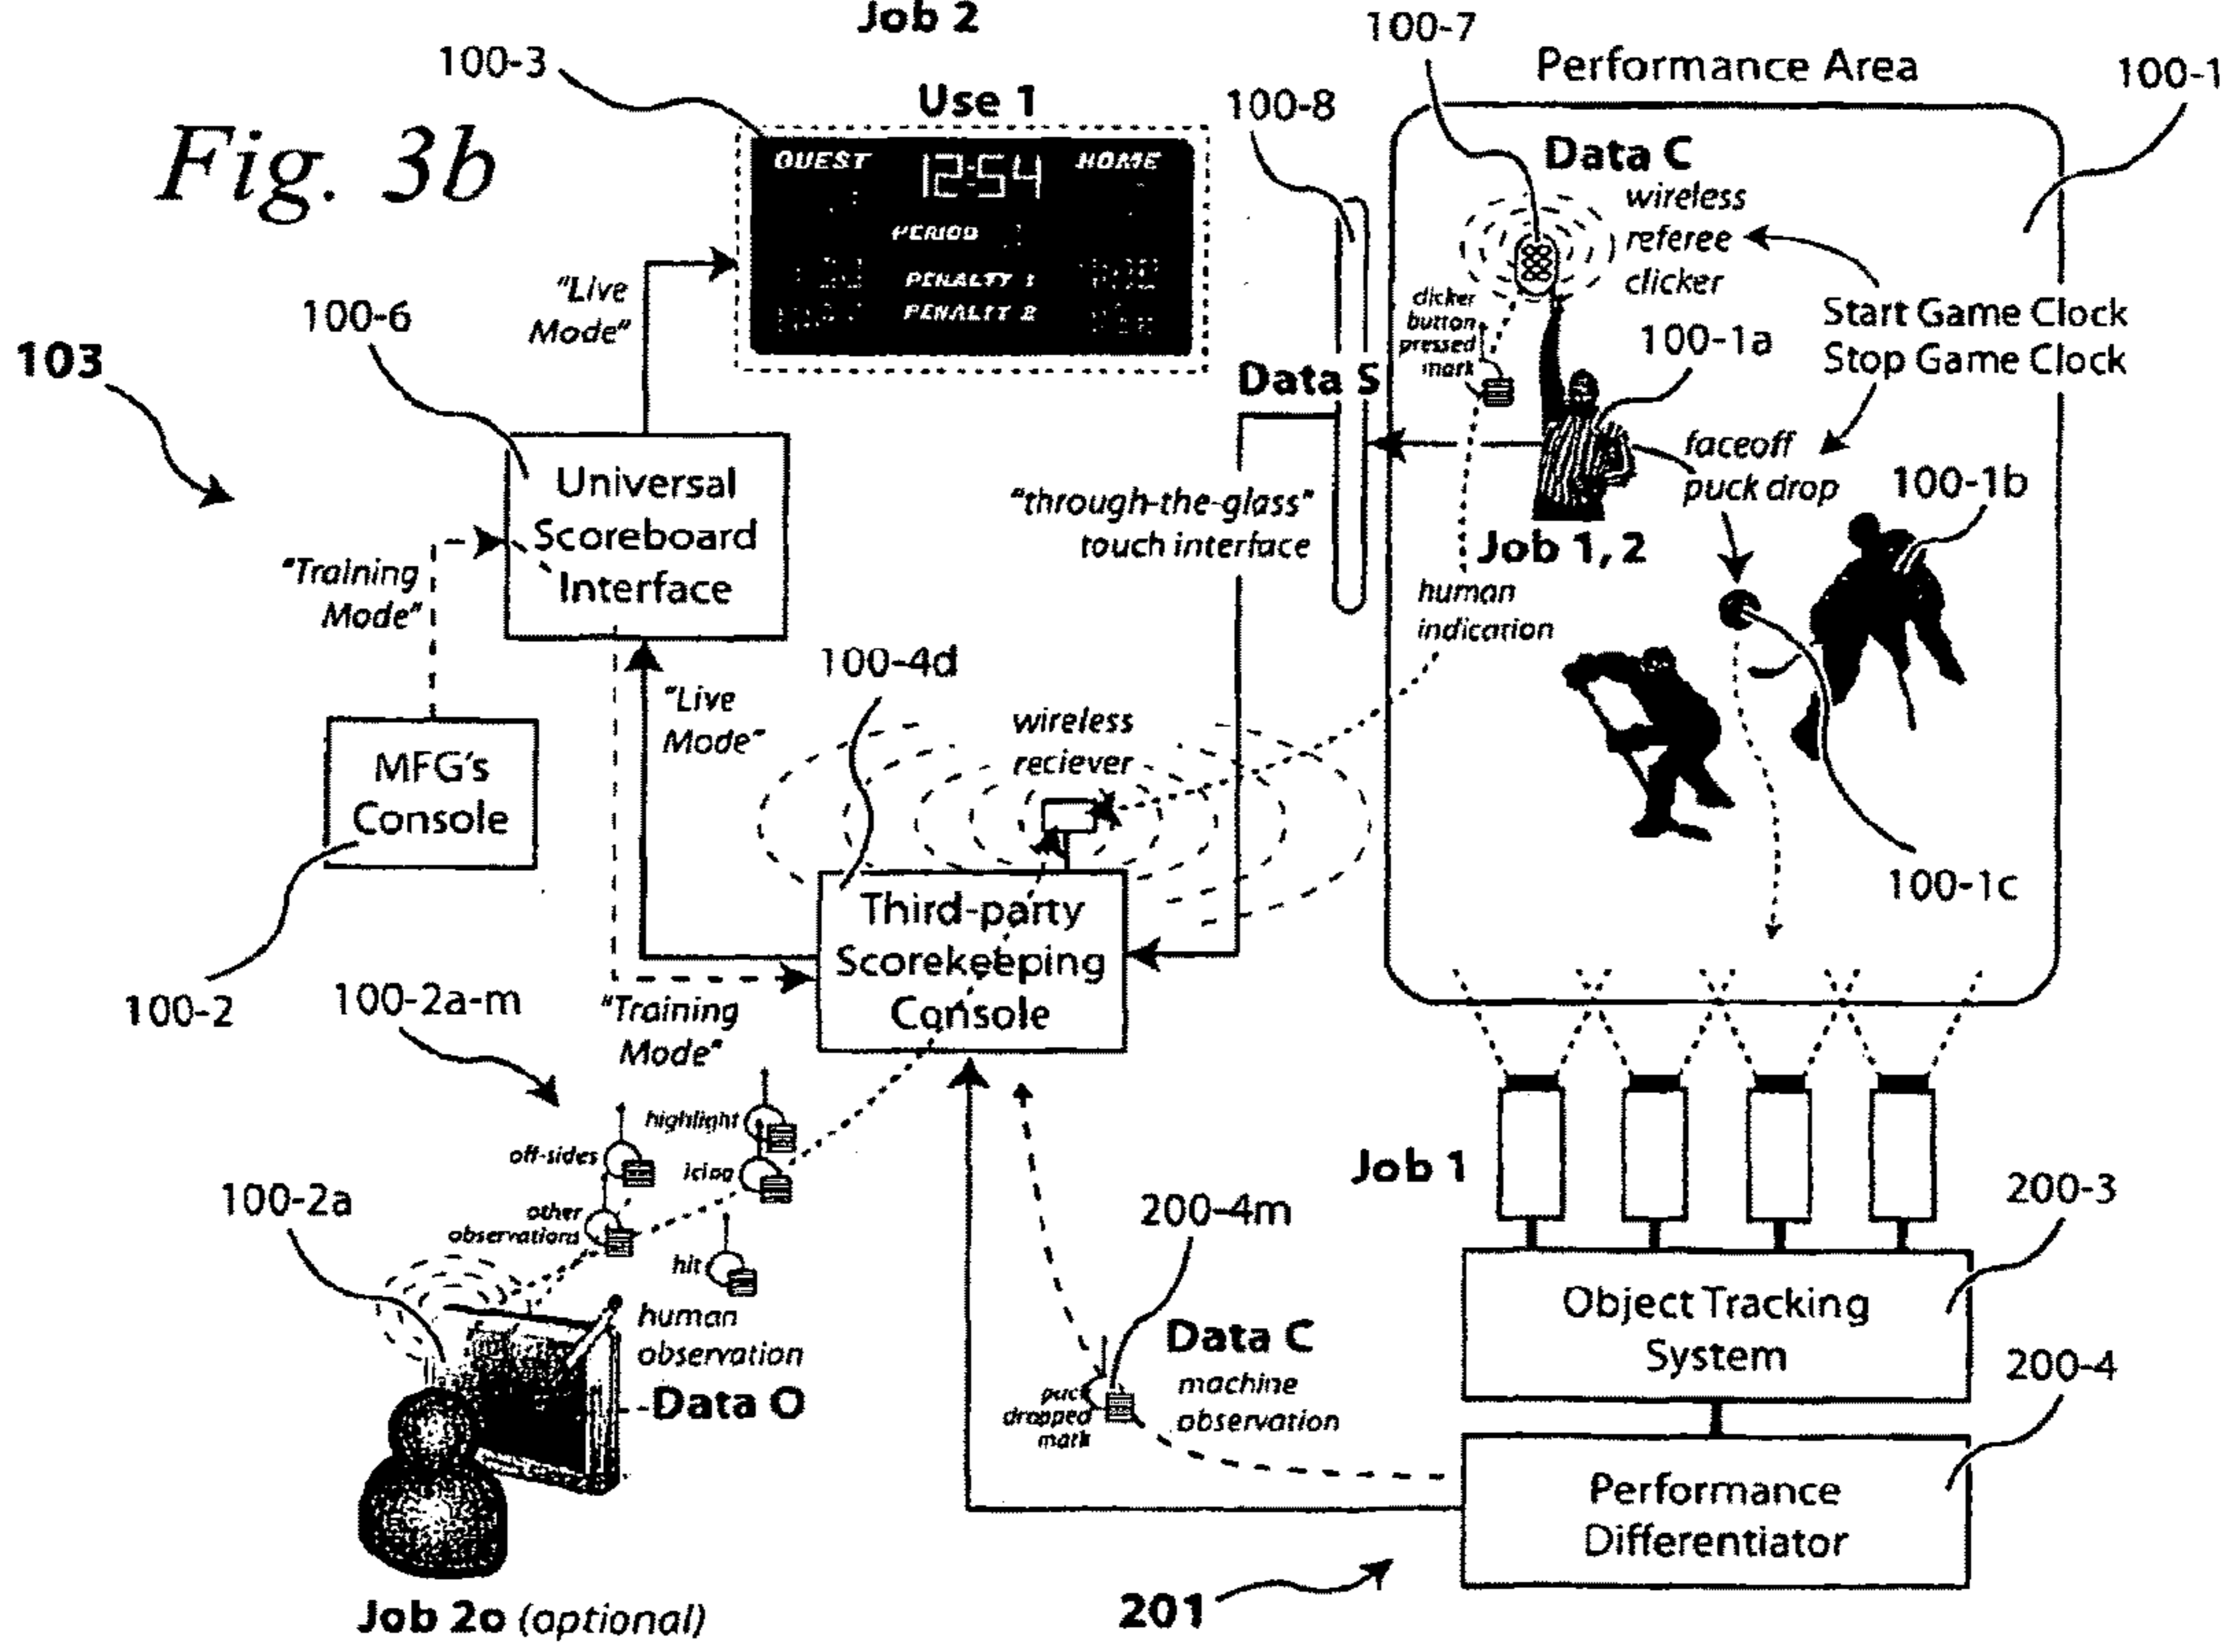 Job 2
100-7
100-3
Use 1
100-8
Performance Area
100-1
Fig. 3b
GUEST 12:54 HOME
PERIOD
PENALTY 1
PENALTY 2
Data C
wireless
referee
clicker
clicker
button
pressed
mark
Start Game Clock
Stop Game Clock
"Live
Mode"
100-6
103
Data S
100-1a
faceoff
puck drop
100-1b
Universal
Scoreboard
Interface
"through-the-glass"
touch interface
Job 1, 2
"Training
Mode"
human
indication
100-4d
"Live
Mode"
wireless
reciever
MFG's
Console
100-1c
Third-party
Scorekeeping
Console
100-2
100-2a-m
"Training
Mode"
highlight
off-sides
icing
other
observations
hit
100-2a
Job 1
200-4m
200-3
Object Tracking
System
human
observation
Data O
Data C
machine
observation
puck
dropped
mark
200-4
Performance
Differentiator
201
Job 2o (optional)